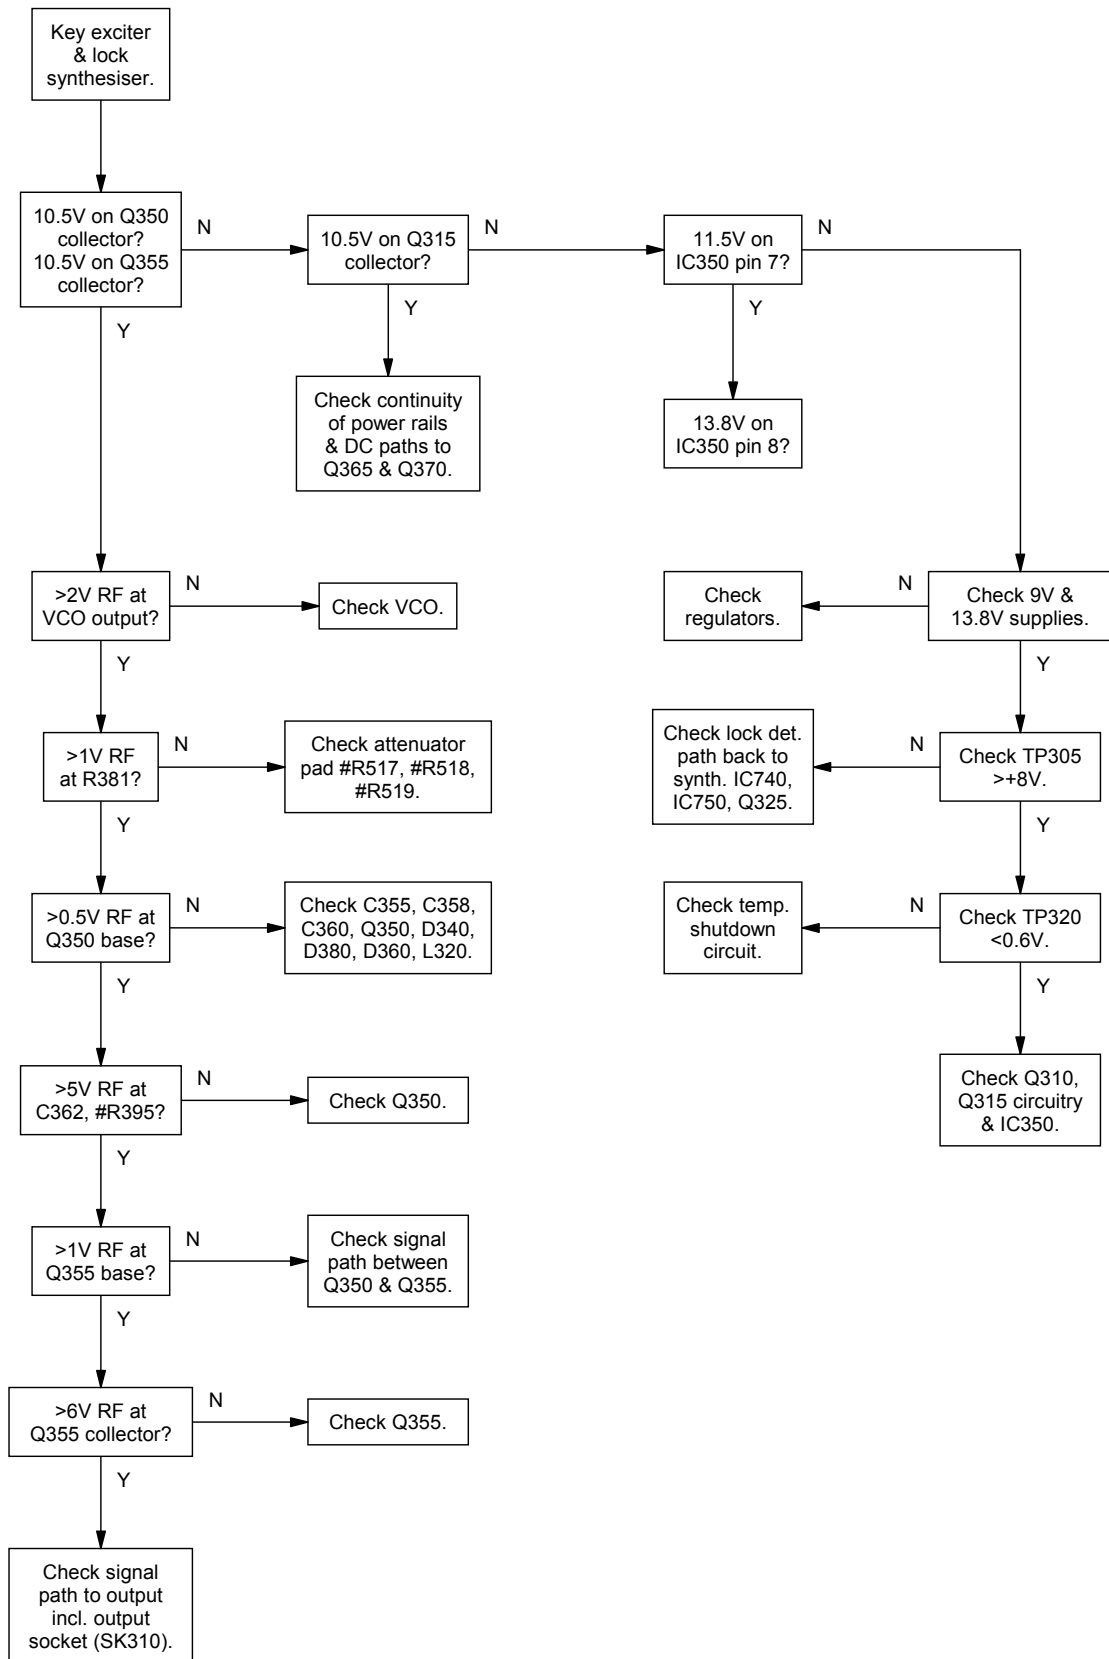 Key exciter
& lock
synthesiser.
10.5V on Q350
collector?
10.5V on Q355
collector?
N
Y
10.5V on Q315
collector?
N
Y
11.5V on
IC350 pin 7?
N
Y
Check continuity
of power rails
& DC paths to
Q365 & Q370.
13.8V on
IC350 pin 8?
>2V RF at
VCO output?
N
Y
Check VCO.
Check
regulators.
N
Check 9V &
13.8V supplies.
Y
>1V RF
at R381?
N
Y
Check attenuator
pad #R517, #R518,
#R519.
Check lock det.
path back to
synth. IC740,
IC750, Q325.
N
Check TP305
>+8V.
Y
>0.5V RF at
Q350 base?
N
Y
Check C355, C358,
C360, Q350, D340,
D380, D360, L320.
Check temp.
shutdown
circuit.
N
Check TP320
<0.6V.
Y
>5V RF at
C362, #R395?
N
Y
Check Q350.
Check Q310,
Q315 circuitry
& IC350.
>1V RF at
Q355 base?
N
Y
Check signal
path between
Q350 & Q355.
>6V RF at
Q355 collector?
N
Y
Check Q355.
Check signal
path to output
incl. output
socket (SK310).